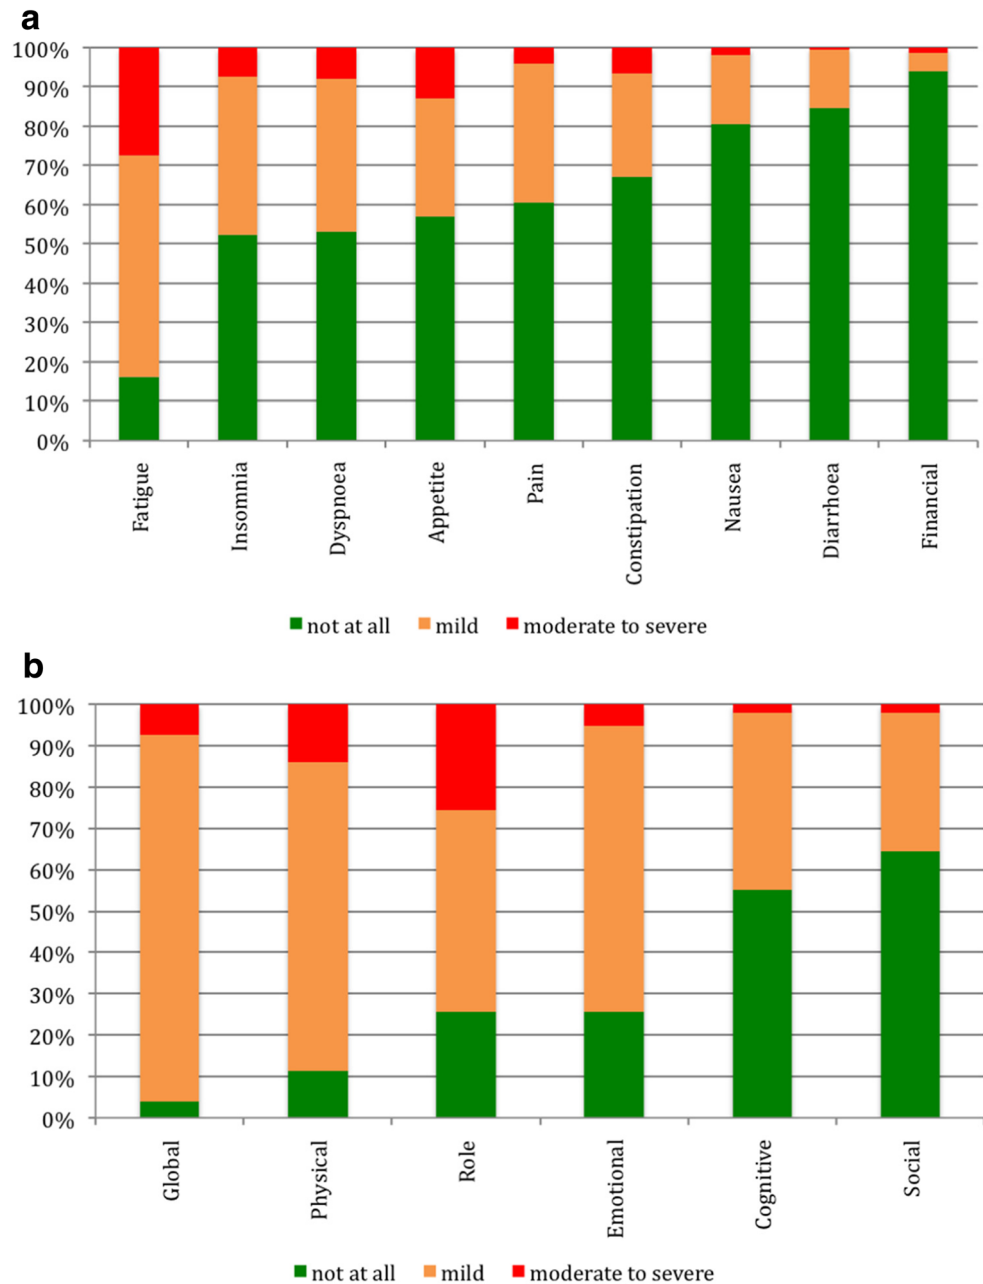 a
100%
90%
80%
70%
60%
50%
40%
30%
20%
10%
0%
Fatigue
Insomnia
Dyspnoea
Appetite
Pain
Constipation
Nausea
Diarrhoea
Financial
not at all mild moderate to severe
b
100%
90%
80%
70%
60%
50%
40%
30%
20%
10%
0%
Global
Physical
Role
Emotional
Cognitive
Social
not at all mild moderate to severe